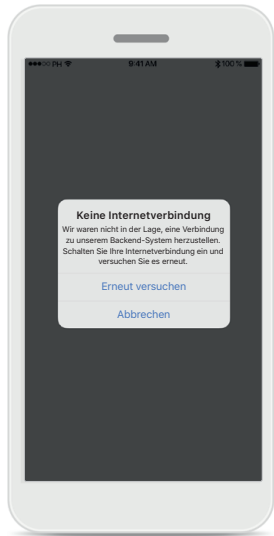 PH 9:41 AM 100 %
Keine Internetverbindung
Wir waren nicht in der Lage, eine Verbindung
zu unserem Backend-System herzustellen.
Schalten Sie Ihre Internetverbindung ein und
versuchen Sie es erneut.
Erneut versuchen
Abbrechen